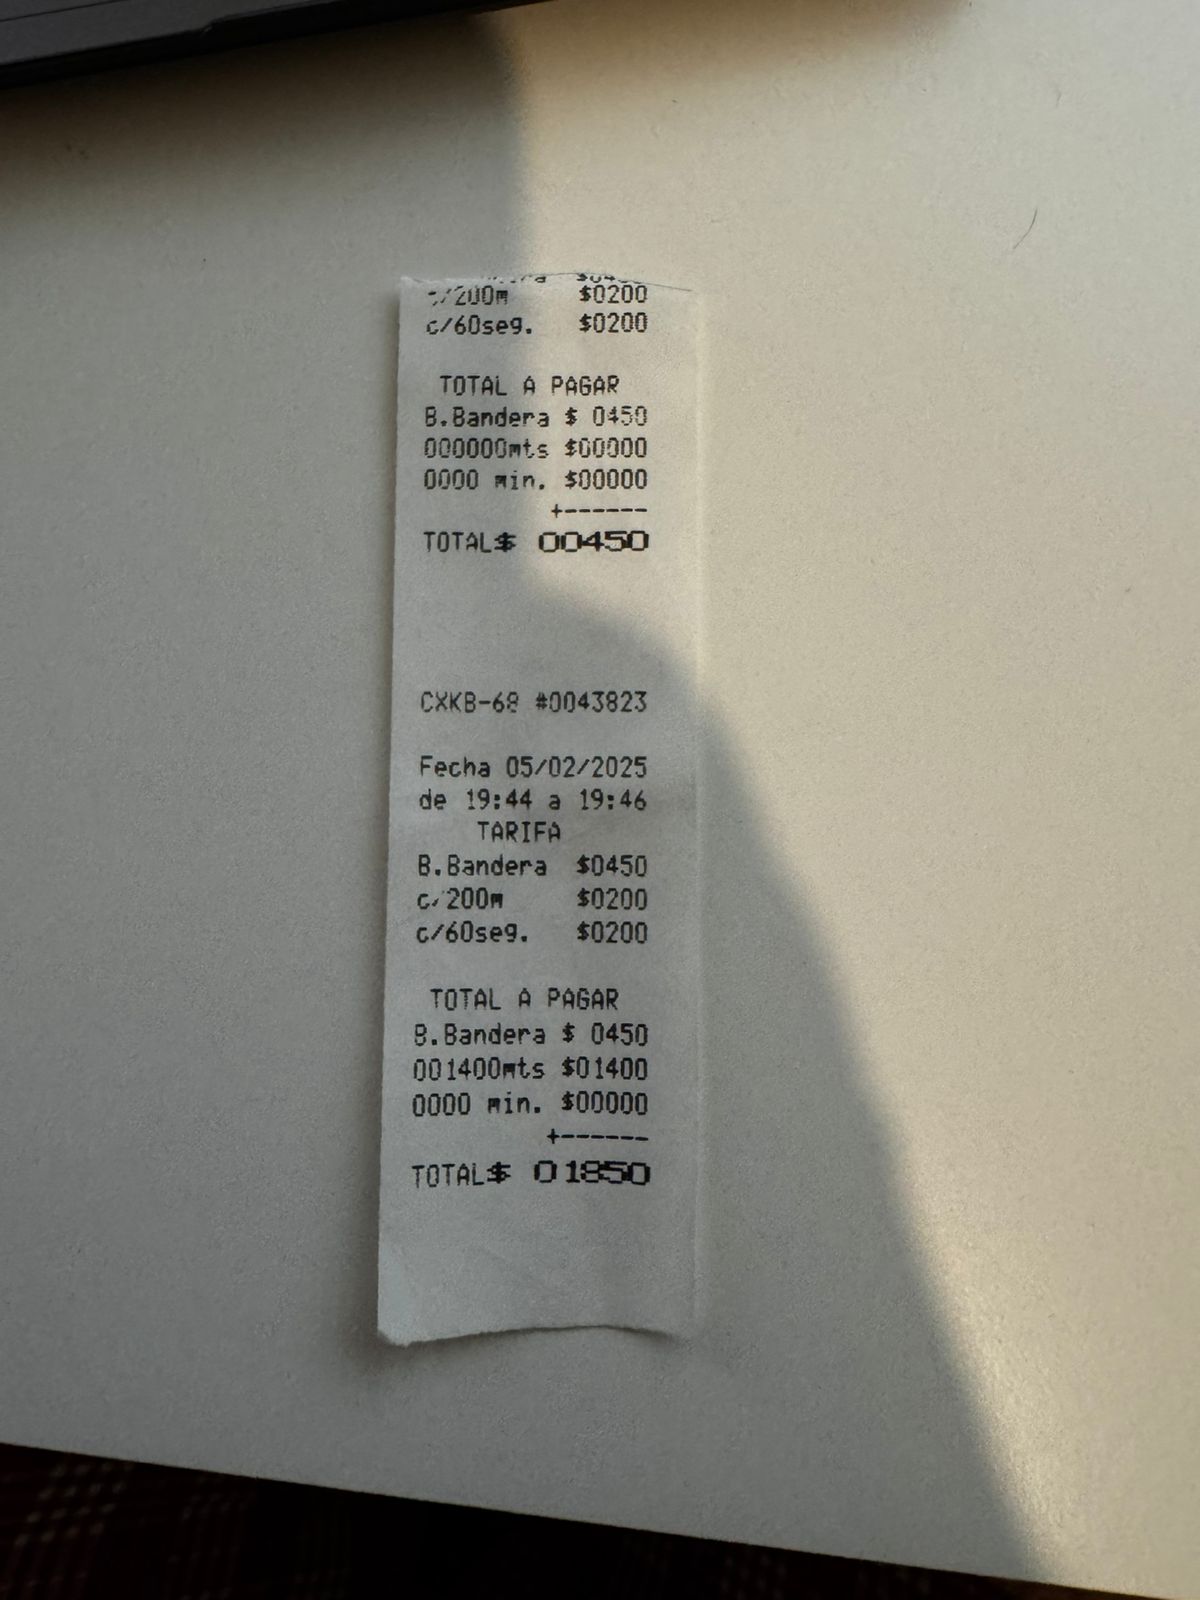 c/200m $0200
c/60seg. $0200
TOTAL A PAGAR
B.Bandera $ 0450
000000mts $00000
0000 min. $00000
+------
TOTAL$ 00450
CXKB-68 #0043823
Fecha 05/02/2025
de 19:44 a 19:46
TARIFA
B.Bandera $0450
c/200m $0200
c/60seg. $0200
TOTAL A PAGAR
B.Bandera $ 0450
001400mts $01400
0000 min. $00000
+------
TOTAL$ 01850